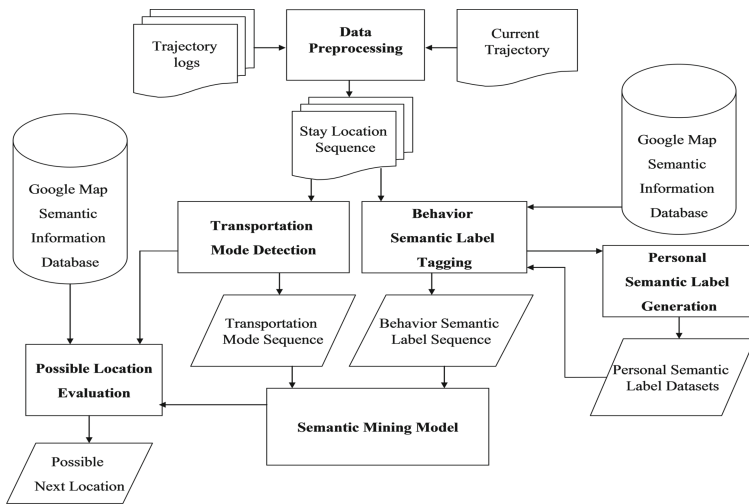 Trajectory
logs
Data
Preprocessing
Current
Trajectory
Stay Location
Sequence
Google Map
Semantic
Information
Database
Google Map
Semantic
Information
Database
Transportation
Mode Detection
Behavior
Semantic Label
Tagging
Personal
Semantic Label
Generation
Transportation
Mode Sequence
Behavior Semantic
Label Sequence
Personal Semantic
Label Datasets
Possible Location
Evaluation
Semantic Mining Model
Possible
Next Location